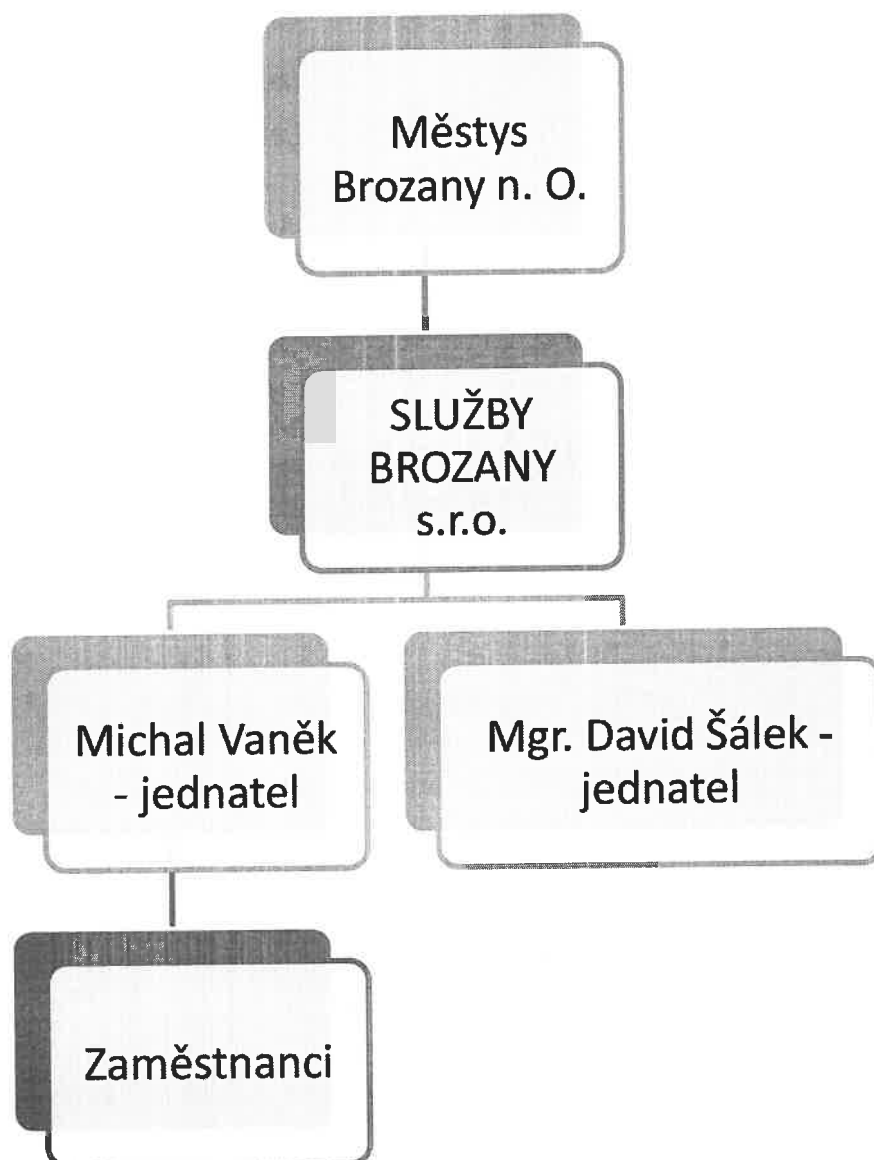 Městys
Brozany n. O.
SLUŽBY
BROZANY
s.r.o.
Michal Vaněk
- jednatel
Mgr. David Šálek -
jednatel
Zaměstnanci